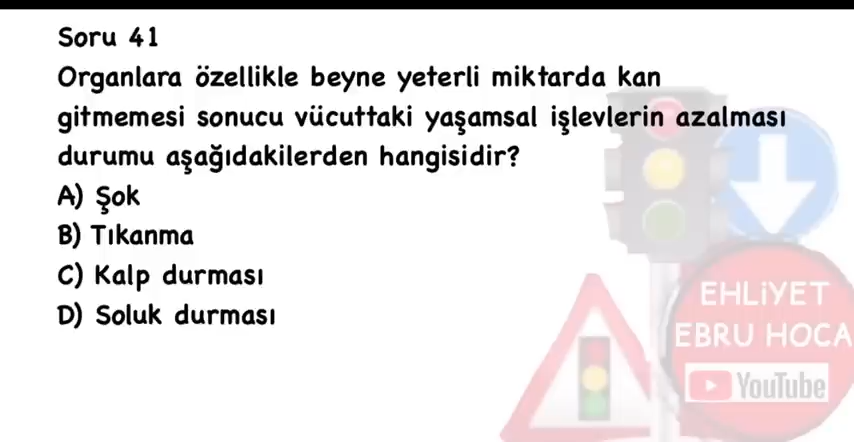 Soru 41
Organlara özellikle beyne yeterli miktarda kan
gitmemesi sonucu vücuttaki yaşamsal işlevlerin azalması
durumu aşağıdakilerden hangisidir?
A) Şok
B) Tıkanma
C) Kalp durması
D) Soluk durması
EHLİYET
EBRU HOCA
YouTube